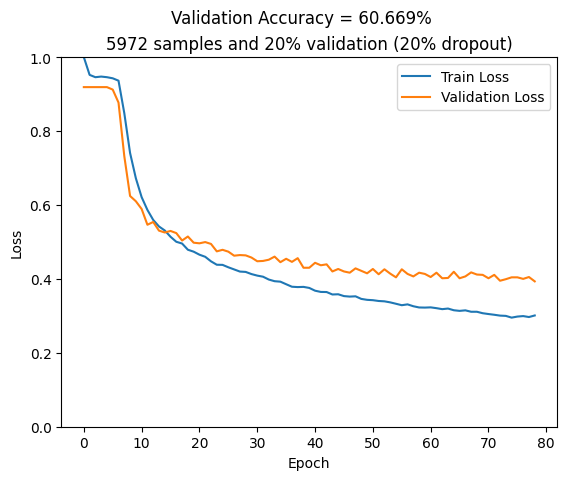 Validation Accuracy = 60.669%
5972 samples and 20% validation (20% dropout)
Train Loss
Validation Loss
Loss
1.0
0.8
0.6
0.4
0.2
0.0
0 10 20 30 40 50 60 70 80
Epoch